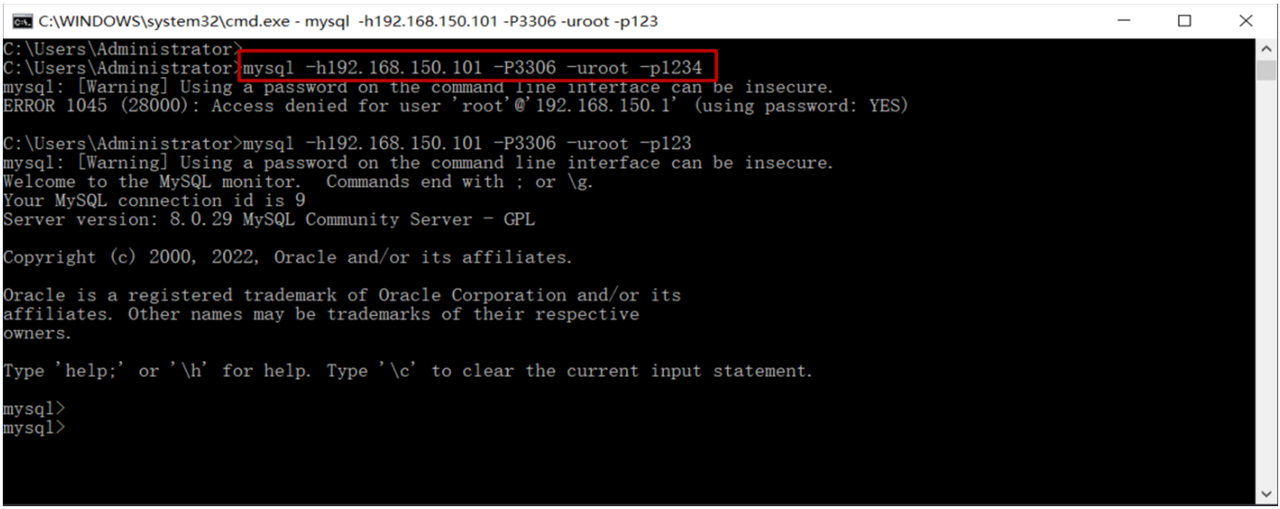 C:\WINDOWS\system32\cmd.exe - mysql -h192.168.150.101 -P3306 -uroot -p123
C:\Users\Administrator>
C:\Users\Administrator>mysql -h192.168.150.101 -P3306 -uroot -p1234
mysql: [Warning] Using a password on the command line interface can be insecure.
ERROR 1045 (28000): Access denied for user 'root'@'192.168.150.1' (using password: YES)
C:\Users\Administrator>mysql -h192.168.150.101 -P3306 -uroot -p123
mysql: [Warning] Using a password on the command line interface can be insecure.
Welcome to the MySQL monitor.  Commands end with ; or \g.
Your MySQL connection id is 9
Server version: 8.0.29 MySQL Community Server - GPL
Copyright (c) 2000, 2022, Oracle and/or its affiliates.
Oracle is a registered trademark of Oracle Corporation and/or its
affiliates. Other names may be trademarks of their respective
owners.
Type 'help;' or '\h' for help. Type '\c' to clear the current input statement.
mysql>
mysql>